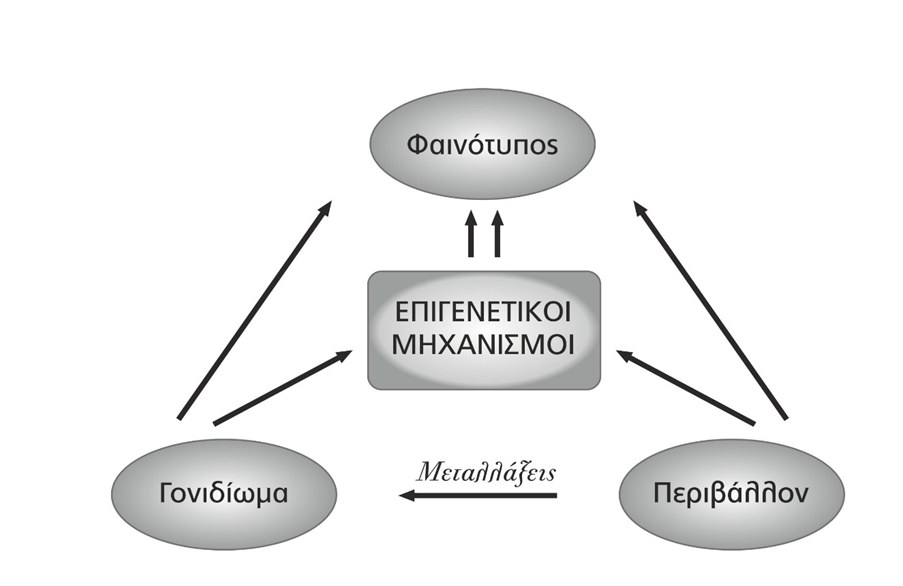 Φαινότυπος
ΕΠΙΓΕΝΕΤΙΚΟΙ
ΜΗΧΑΝΙΣΜΟΙ
Μεταλλάξεις
Γονιδίωμα
Περιβάλλον